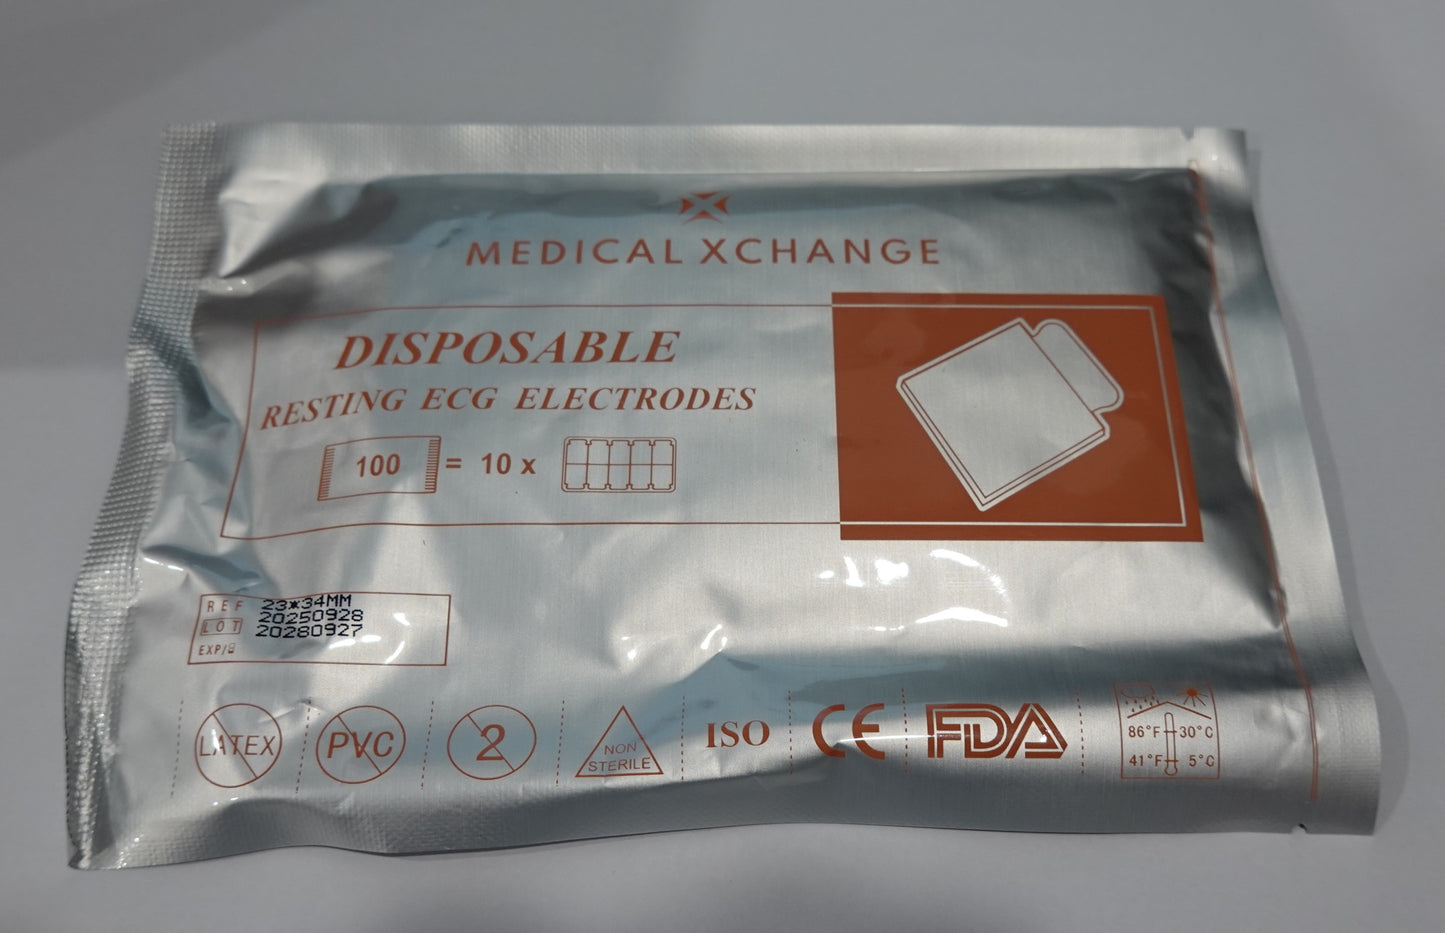 MEDICAL XCHANGE
DISPOSABLE
RESTING ECG ELECTRODES
100 = 10 x
REF 23*34MM
LOT 20250928
20280927
EXP/
LATEX
PVC
2
NON
STERILE
ISO
CE
FDA
86°F 30°C
41°F 5°C